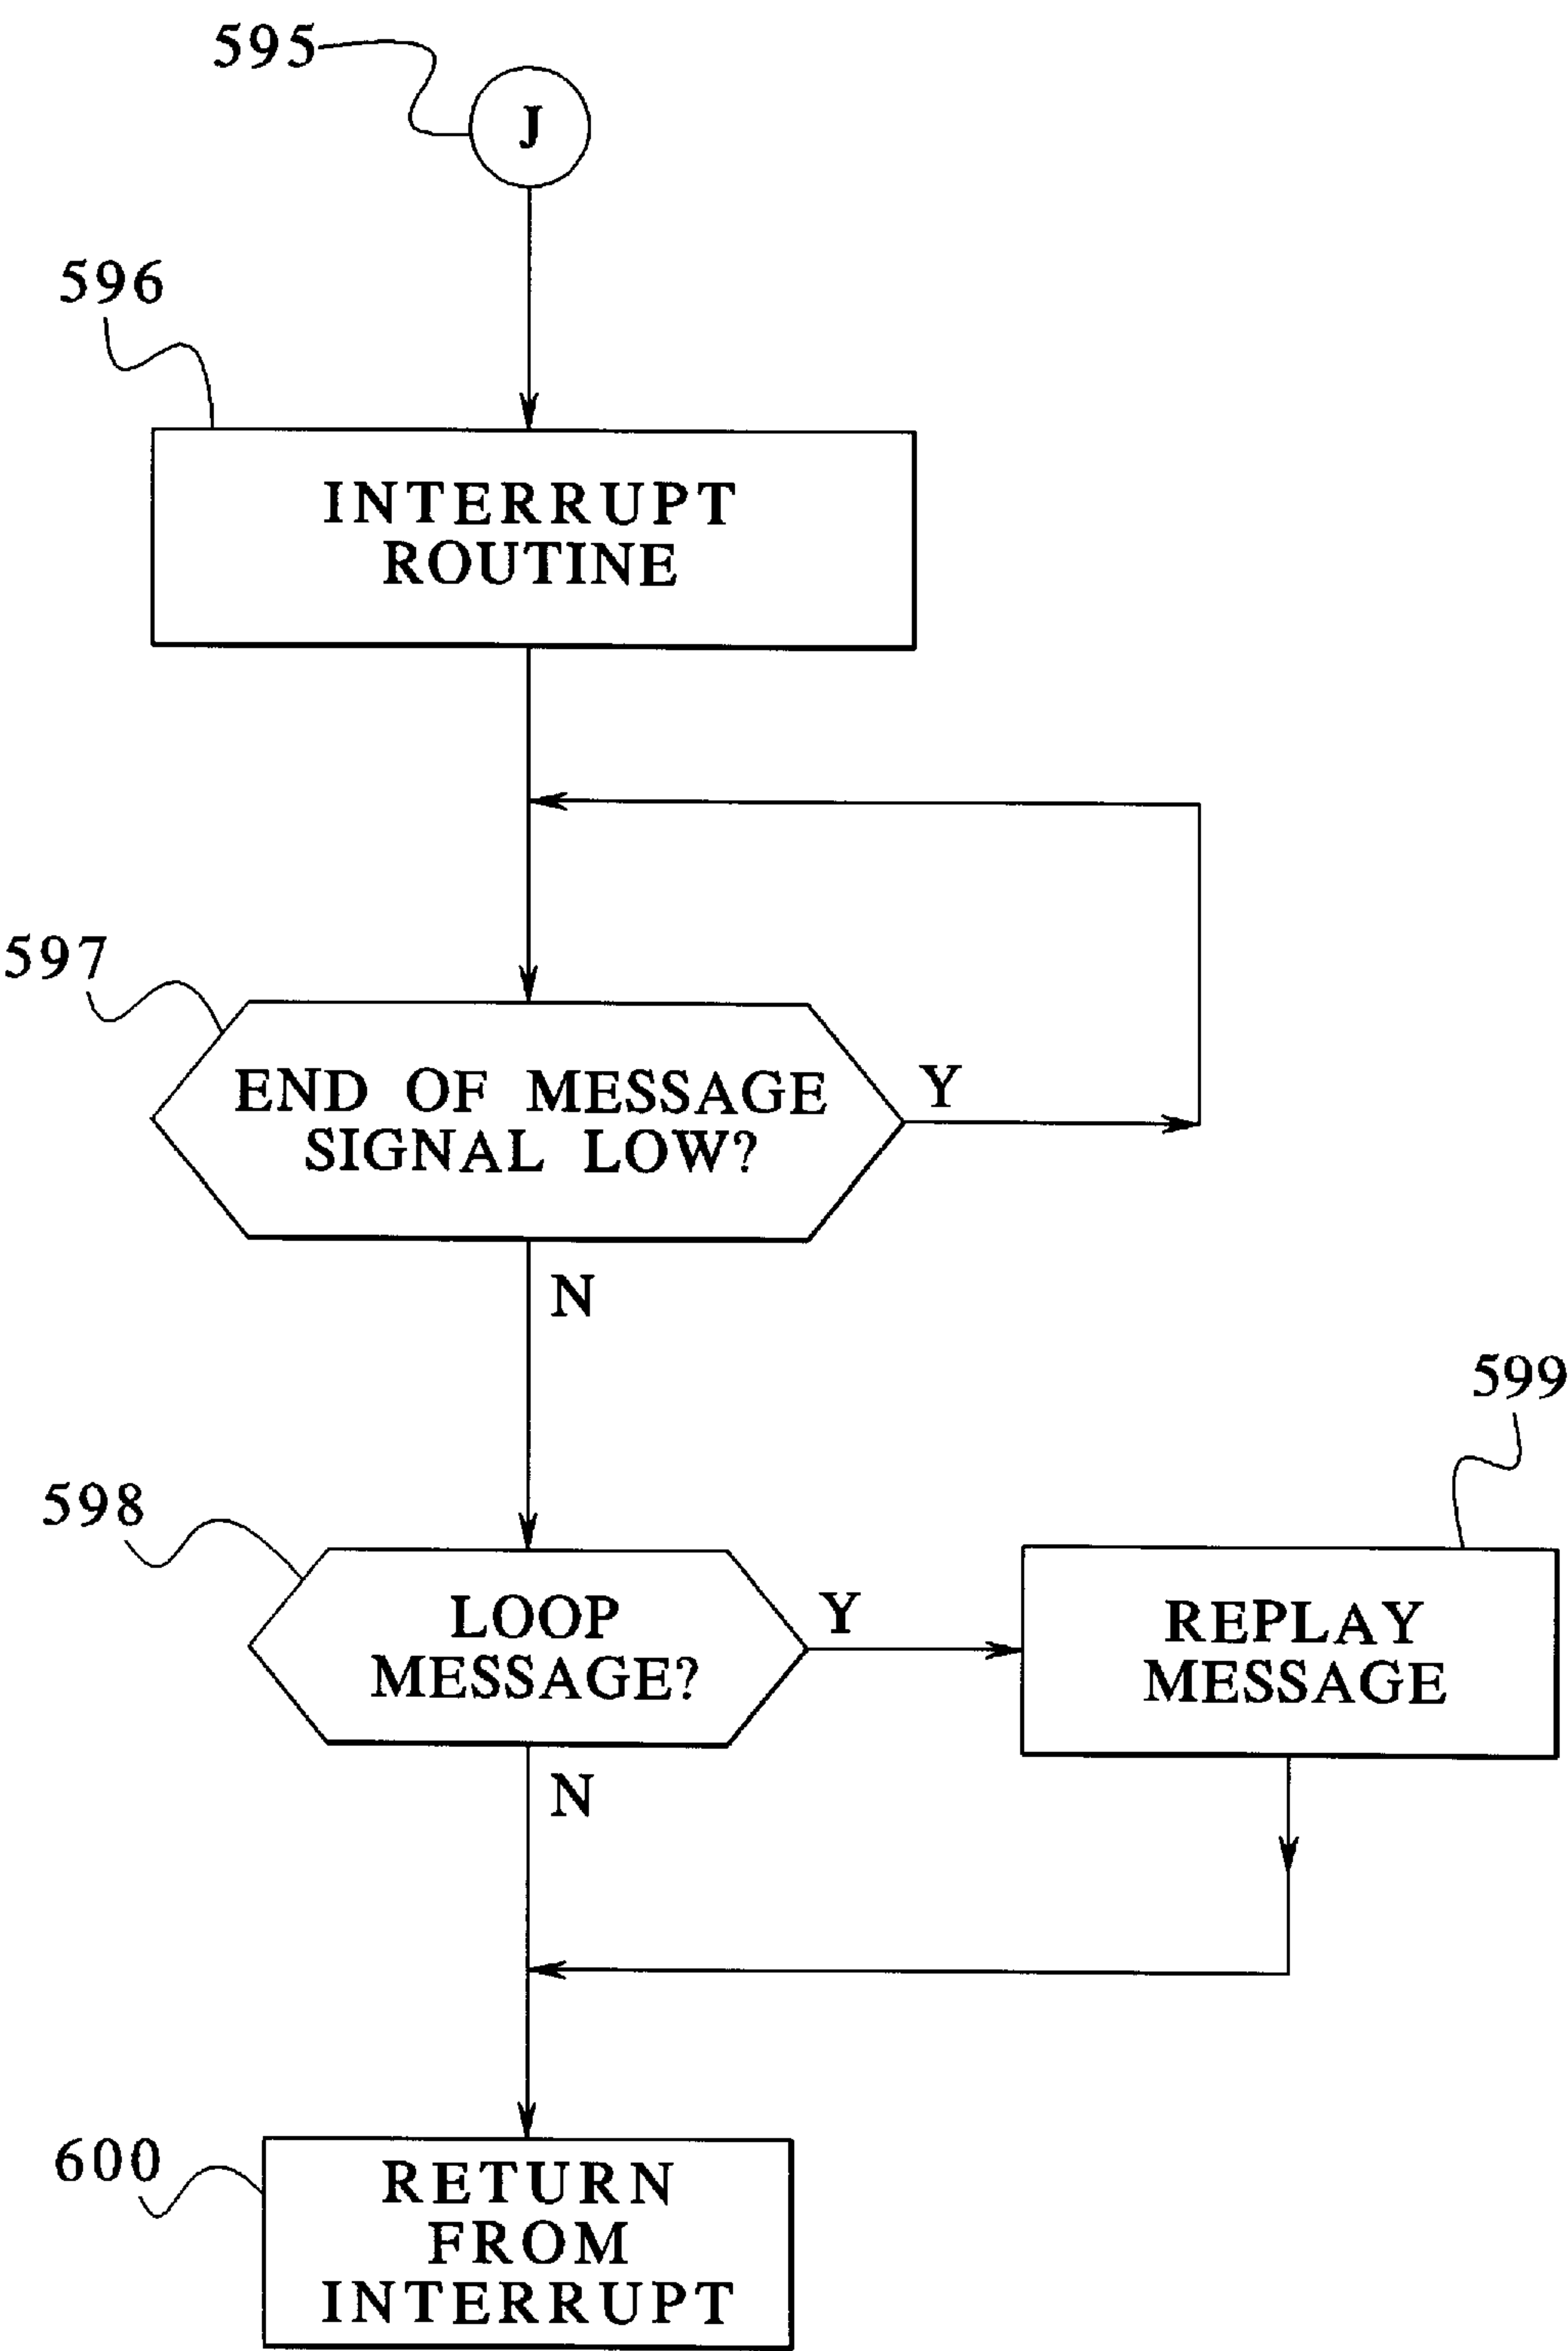 595
J
596
INTERRUPT
ROUTINE
597
END OF MESSAGE
SIGNAL LOW?
Y
N
599
598
LOOP
MESSAGE?
Y
REPLAY
MESSAGE
N
600
RETURN
FROM
INTERRUPT